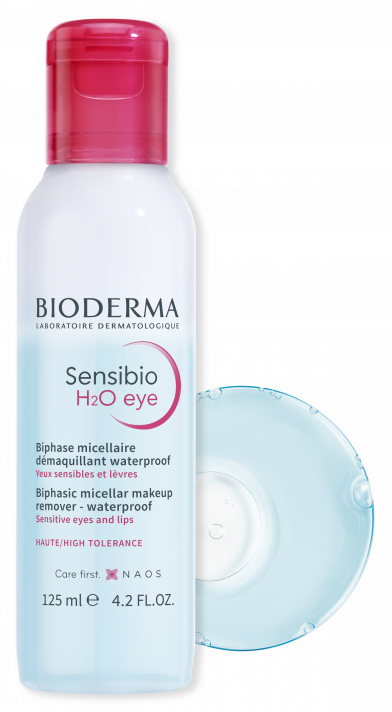 BIODERMA
LABORATOIRE DERMATOLOGIQUE
Sensibio
H2O eye
Biphase micellaire
démaquillant waterproof
Yeux sensibles et lèvres
Biphasic micellar makeup
remover - waterproof
Sensitive eyes and lips
HAUTE/HIGH TOLERANCE
Care first. NAOS
125 ml ℮ 4.2 FL.OZ.